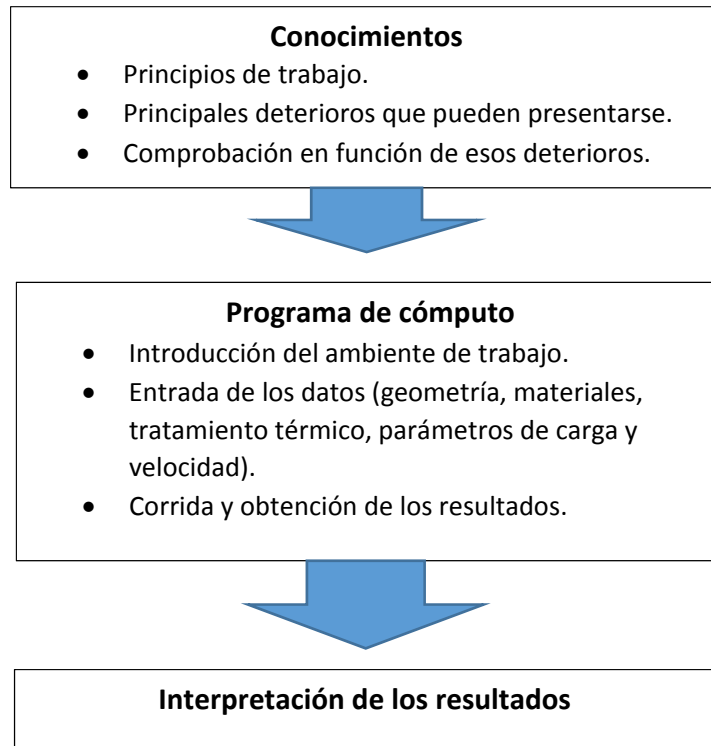 Conocimientos
• Principios de trabajo.
• Principales deterioros que pueden presentarse.
• Comprobación en función de esos deterioros.
Programa de cómputo
• Introducción del ambiente de trabajo.
• Entrada de los datos (geometría, materiales,
tratamiento térmico, parámetros de carga y
velocidad).
• Corrida y obtención de los resultados.
Interpretación de los resultados